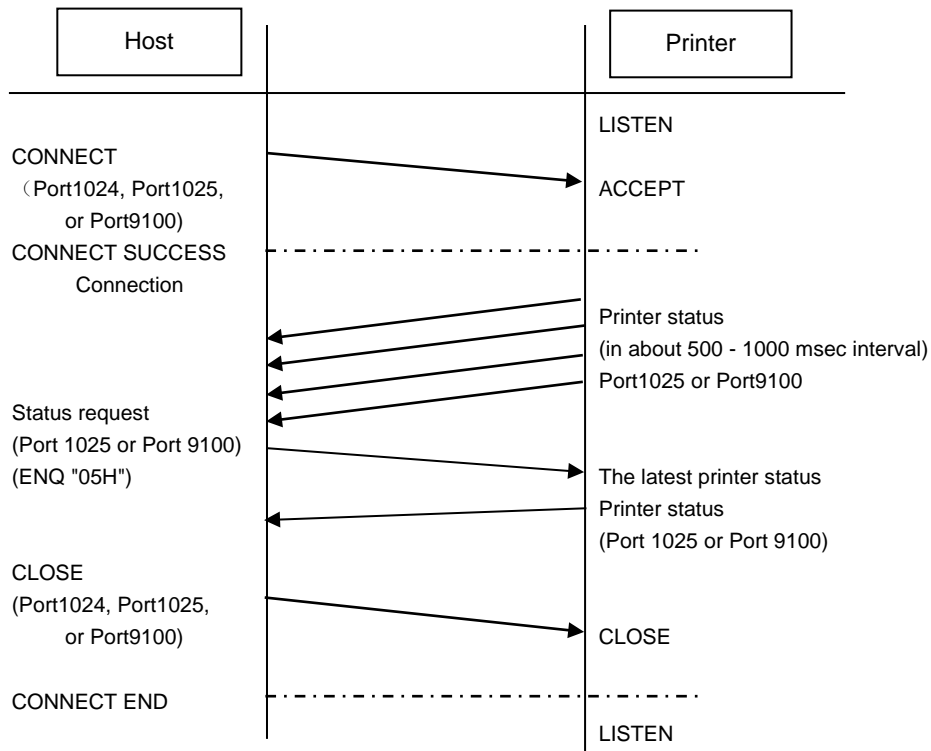 Host
Printer
LISTEN
CONNECT
（Port1024, Port1025,
or Port9100)
ACCEPT
CONNECT SUCCESS
Connection
Printer status
(in about 500 - 1000 msec interval)
Port1025 or Port9100
Status request
(Port 1025 or Port 9100)
(ENQ "05H")
The latest printer status
Printer status
(Port 1025 or Port 9100)
CLOSE
(Port1024, Port1025,
or Port9100)
CLOSE
CONNECT END
LISTEN